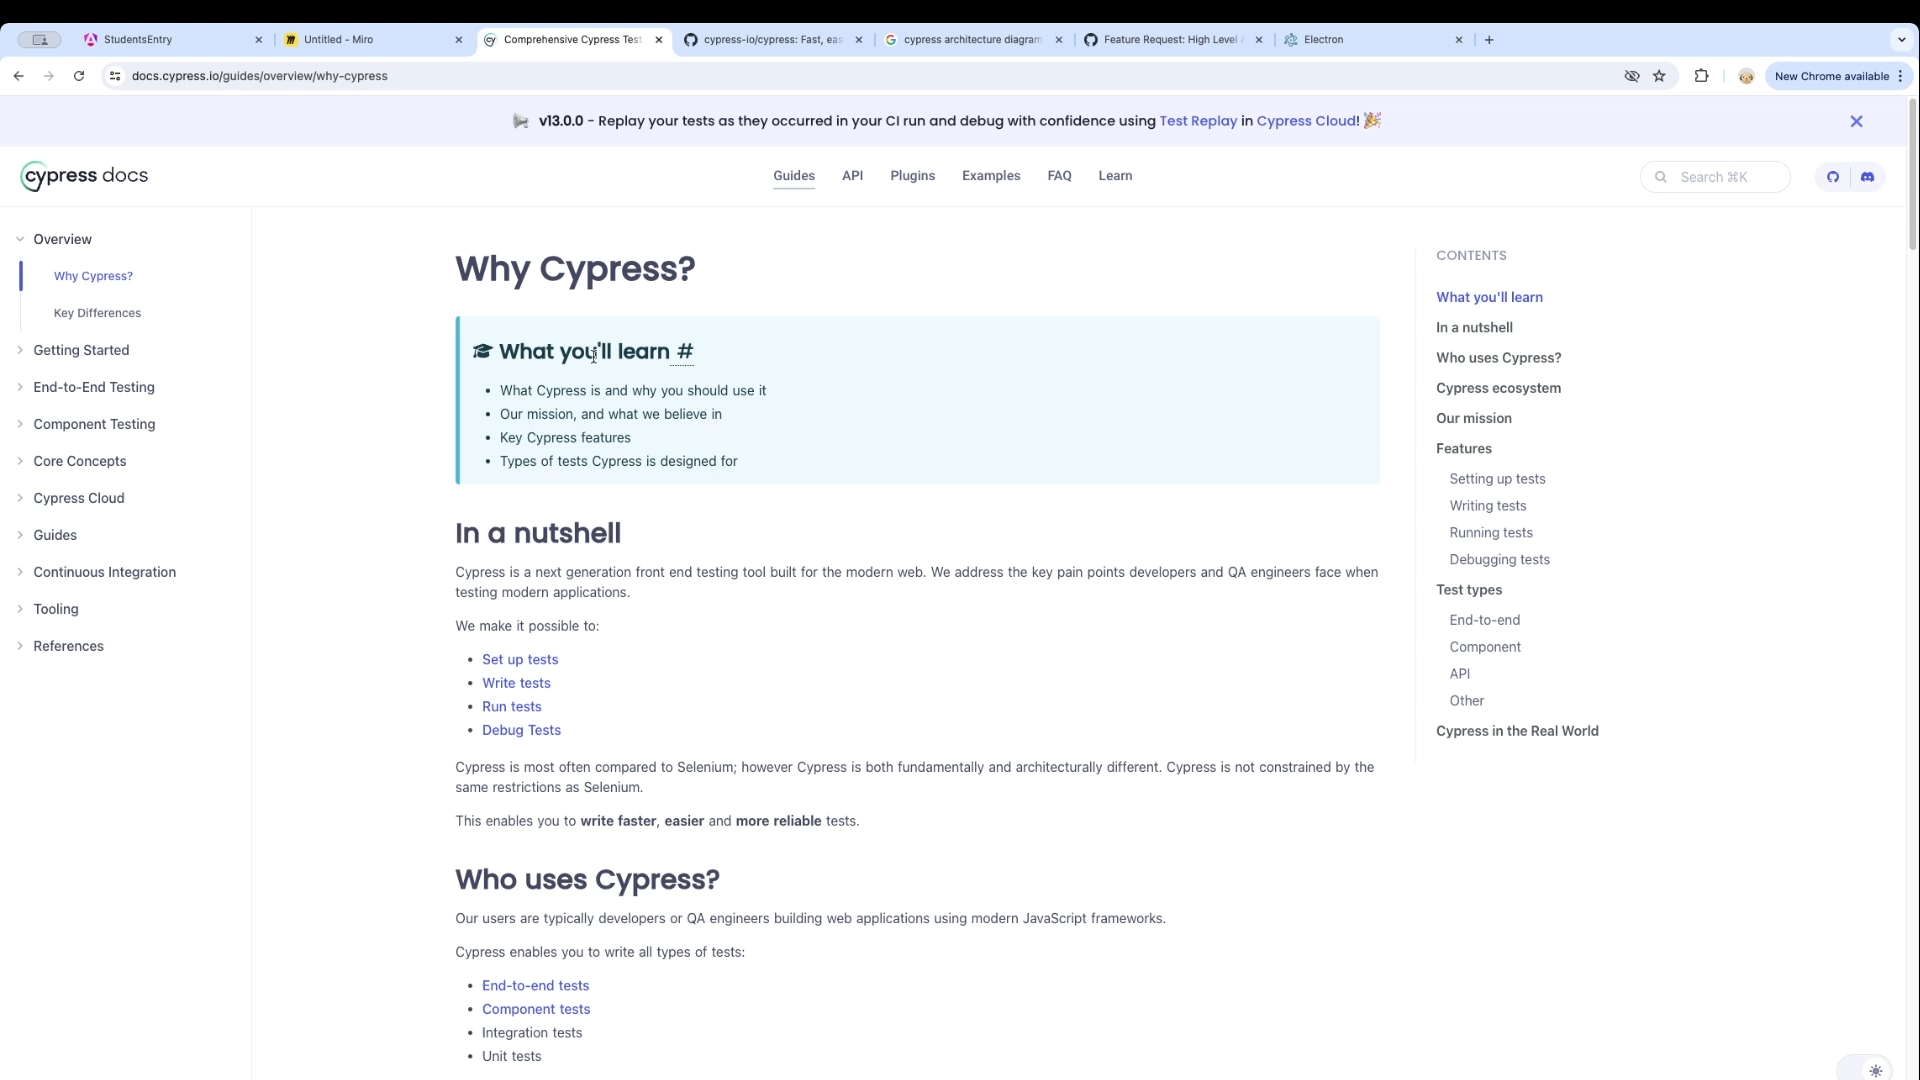 StudentsEntry
Untitled - Miro
Comprehensive Cypress Test
cypress-io/cypress: Fast, eas
cypress architecture diagram
Feature Request: High Level A
Electron
docs.cypress.io/guides/overview/why-cypress
New Chrome available
v13.0.0 - Replay your tests as they occurred in your CI run and debug with confidence using Test Replay in Cypress Cloud! 🎉
cypress docs
Guides
API
Plugins
Examples
FAQ
Learn
Search ⌘K
Overview
Why Cypress?
Key Differences
Getting Started
End-to-End Testing
Component Testing
Core Concepts
Cypress Cloud
Guides
Continuous Integration
Tooling
References
Why Cypress?
What you'll learn #
• What Cypress is and why you should use it
• Our mission, and what we believe in
• Key Cypress features
• Types of tests Cypress is designed for
In a nutshell
Cypress is a next generation front end testing tool built for the modern web. We address the key pain points developers and QA engineers face when
testing modern applications.
We make it possible to:
• Set up tests
• Write tests
• Run tests
• Debug Tests
Cypress is most often compared to Selenium; however Cypress is both fundamentally and architecturally different. Cypress is not constrained by the
same restrictions as Selenium.
This enables you to write faster, easier and more reliable tests.
Who uses Cypress?
Our users are typically developers or QA engineers building web applications using modern JavaScript frameworks.
Cypress enables you to write all types of tests:
• End-to-end tests
• Component tests
• Integration tests
• Unit tests
CONTENTS
What you'll learn
In a nutshell
Who uses Cypress?
Cypress ecosystem
Our mission
Features
Setting up tests
Writing tests
Running tests
Debugging tests
Test types
End-to-end
Component
API
Other
Cypress in the Real World